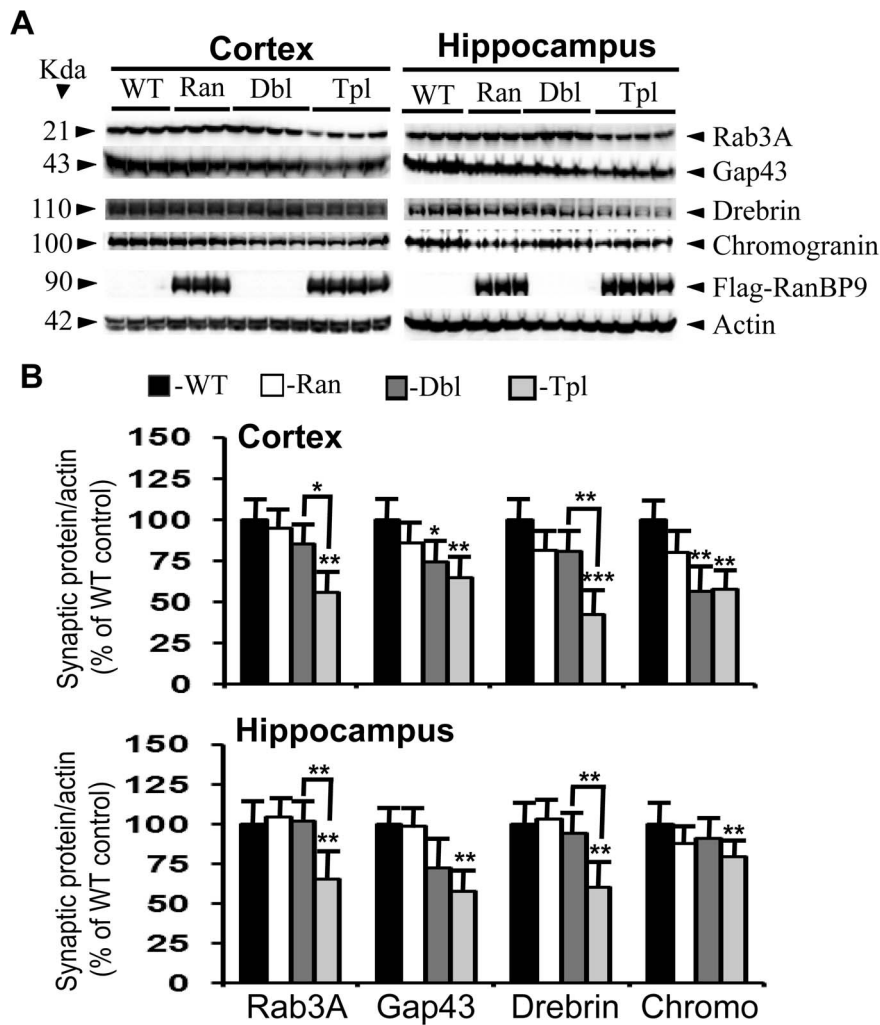 A
Cortex Hippocampus
Kda
WT Ran Dbl Tpl WT Ran Dbl Tpl
21 Rab3A
43 Gap43
110 Drebrin
100 Chromogranin
90 Flag-RanBP9
42 Actin
B
-WT -Ran -Dbl -Tpl
Cortex
Synaptic protein/actin
(% of WT control)
150
125
100
75
50
25
0
* ** * ** ** *** ** **
Hippocampus
Synaptic protein/actin
(% of WT control)
150
125
100
75
50
25
0
** ** ** ** ** **
Rab3A Gap43 Drebrin Chromo